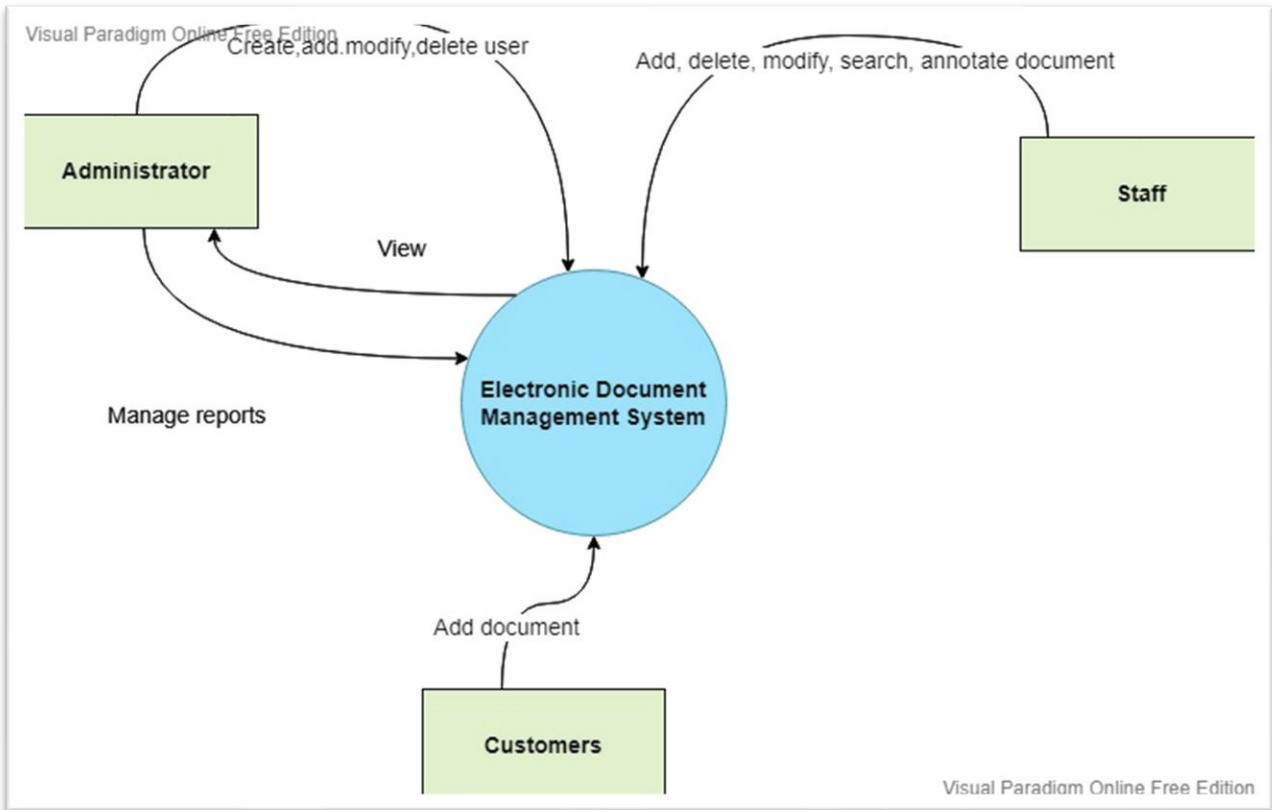 Visual Paradigm Online Free Edition
Create,add.modify,delete user
Add, delete, modify, search, annotate document
Administrator
Staff
View
Electronic Document
Management System
Manage reports
Add document
Customers
Visual Paradigm Online Free Edition